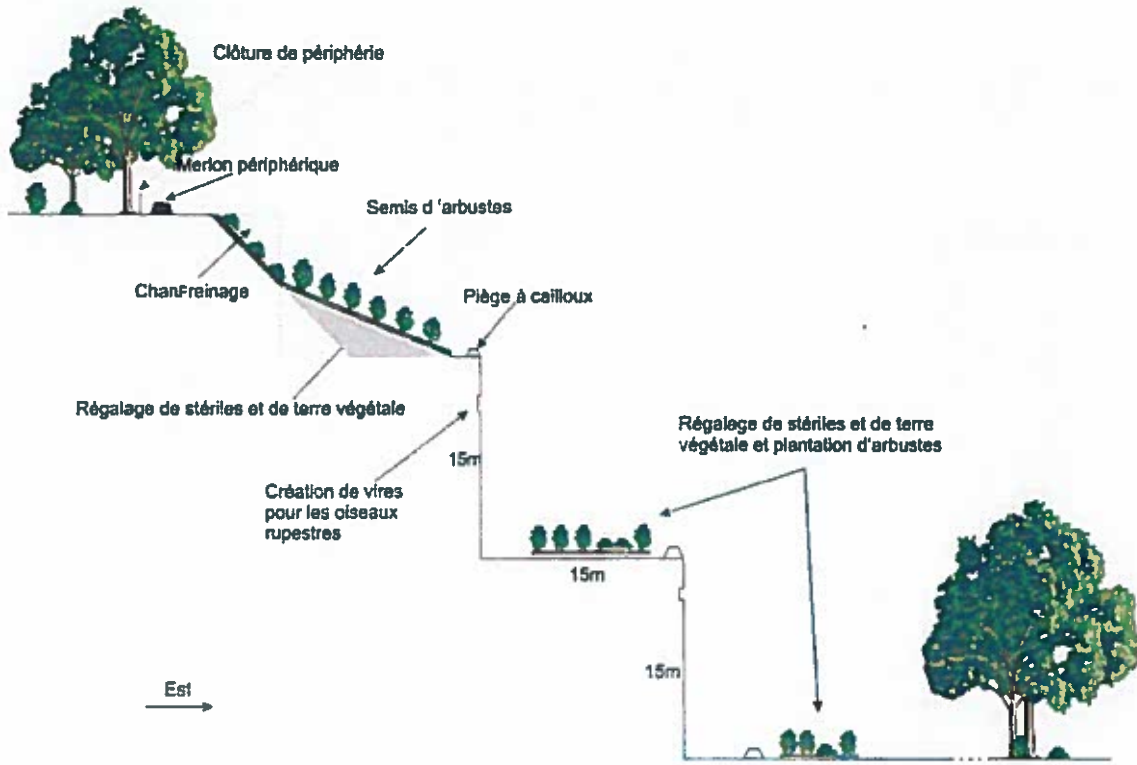 Clôture de périphérie
Merlon périphérique
Semis d'arbustes
Chanfreinage
Piège à cailloux
Régalage de stériles et de terre végétale
Régalage de stériles et de terre
végétale et plantation d'arbustes
15m
Création de vires
pour les oiseaux
rupestres
15m
15m
Est